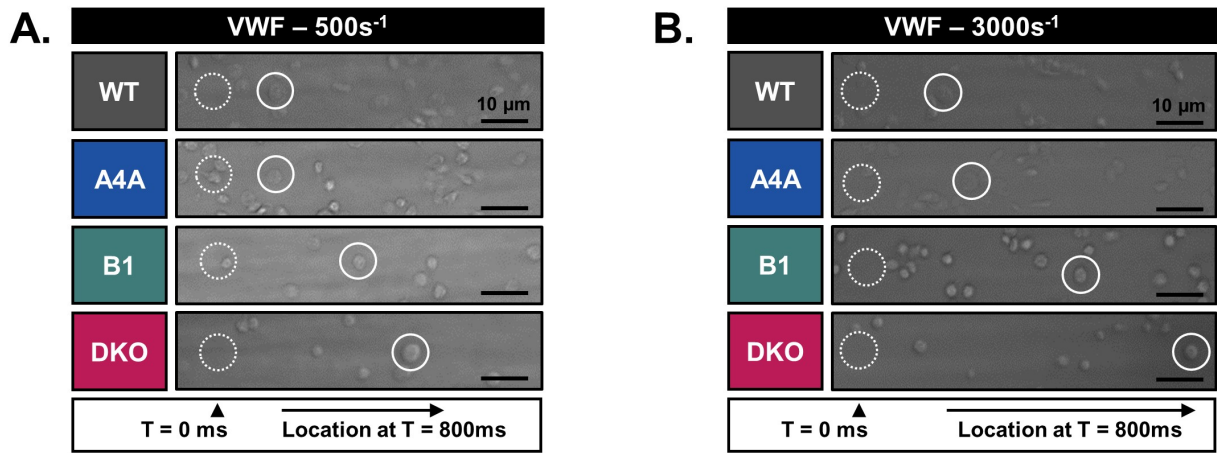 A.
VWF – 500s⁻¹
WT
10 µm
A4A
B1
DKO
T = 0 ms
Location at T = 800ms
B.
VWF – 3000s⁻¹
WT
10 µm
A4A
B1
DKO
T = 0 ms
Location at T = 800ms